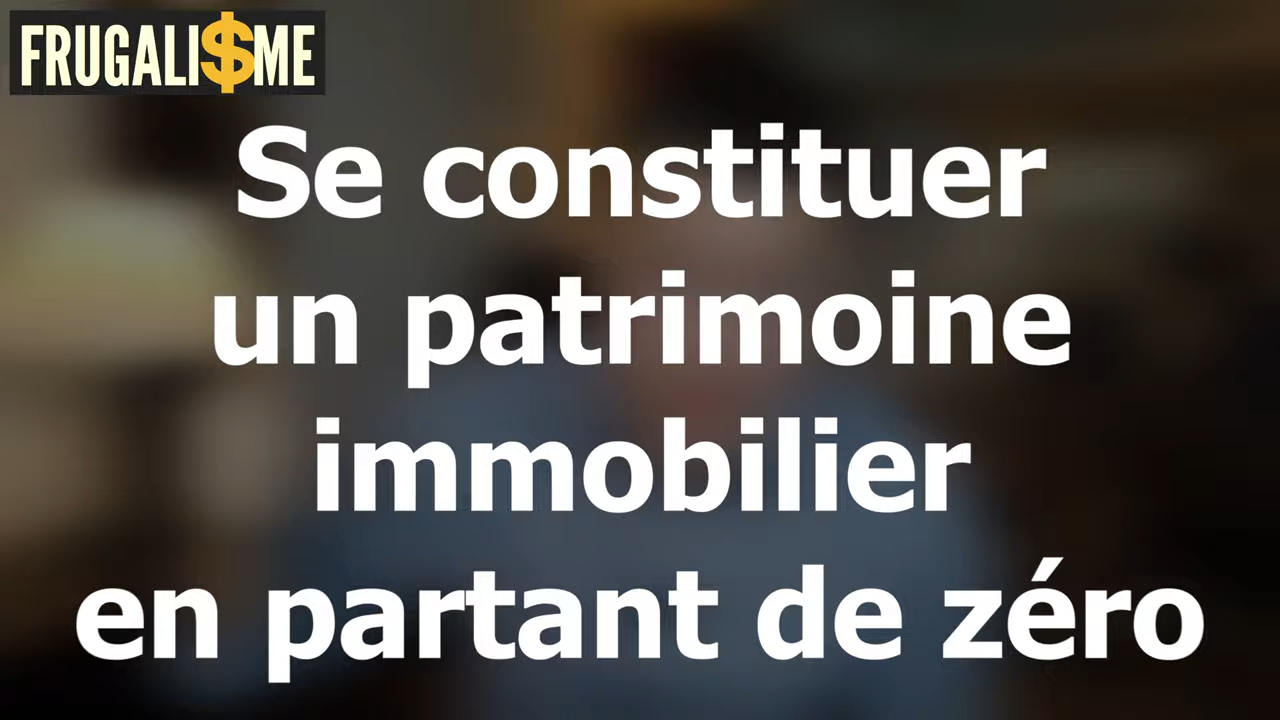 FRUGALI$ME
Se constituer
un patrimoine
immobilier
en partant de zéro